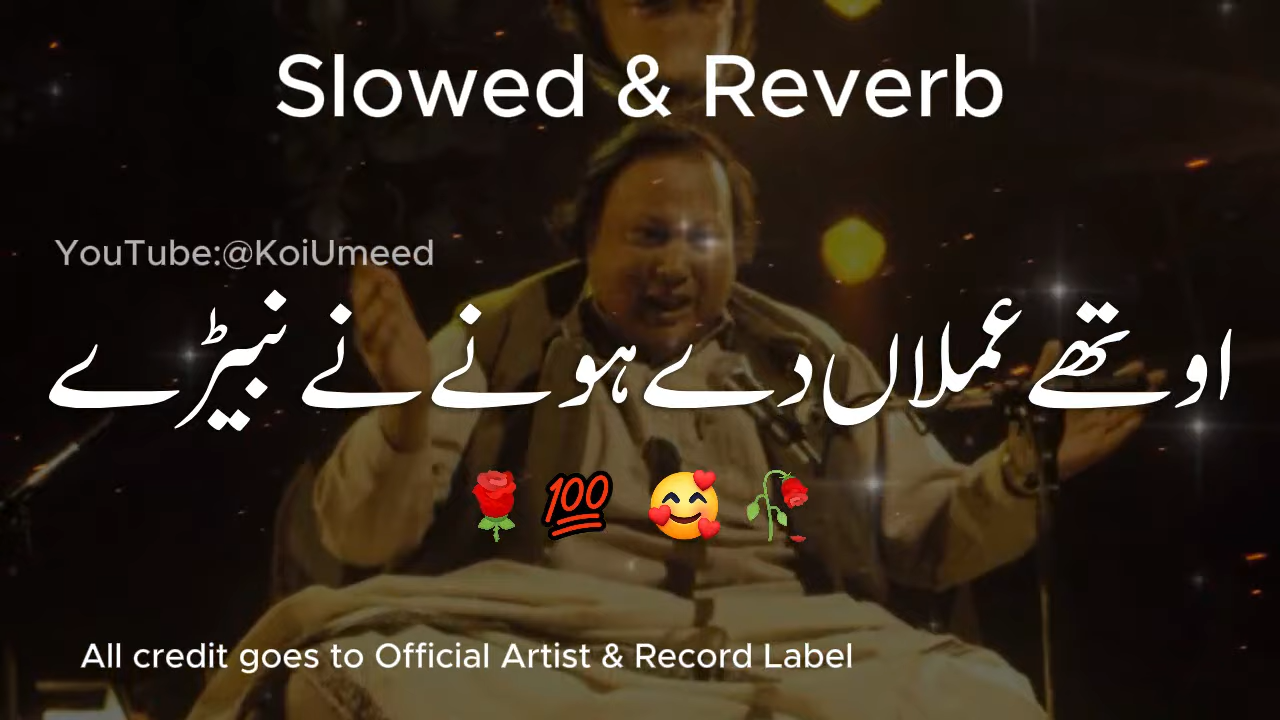 Slowed & Reverb
YouTube:@KoiUmeed
اوتھے عملاں دے ہونے نے نبیڑے
🌹💯 🥰 🥀
All credit goes to Official Artist & Record Label